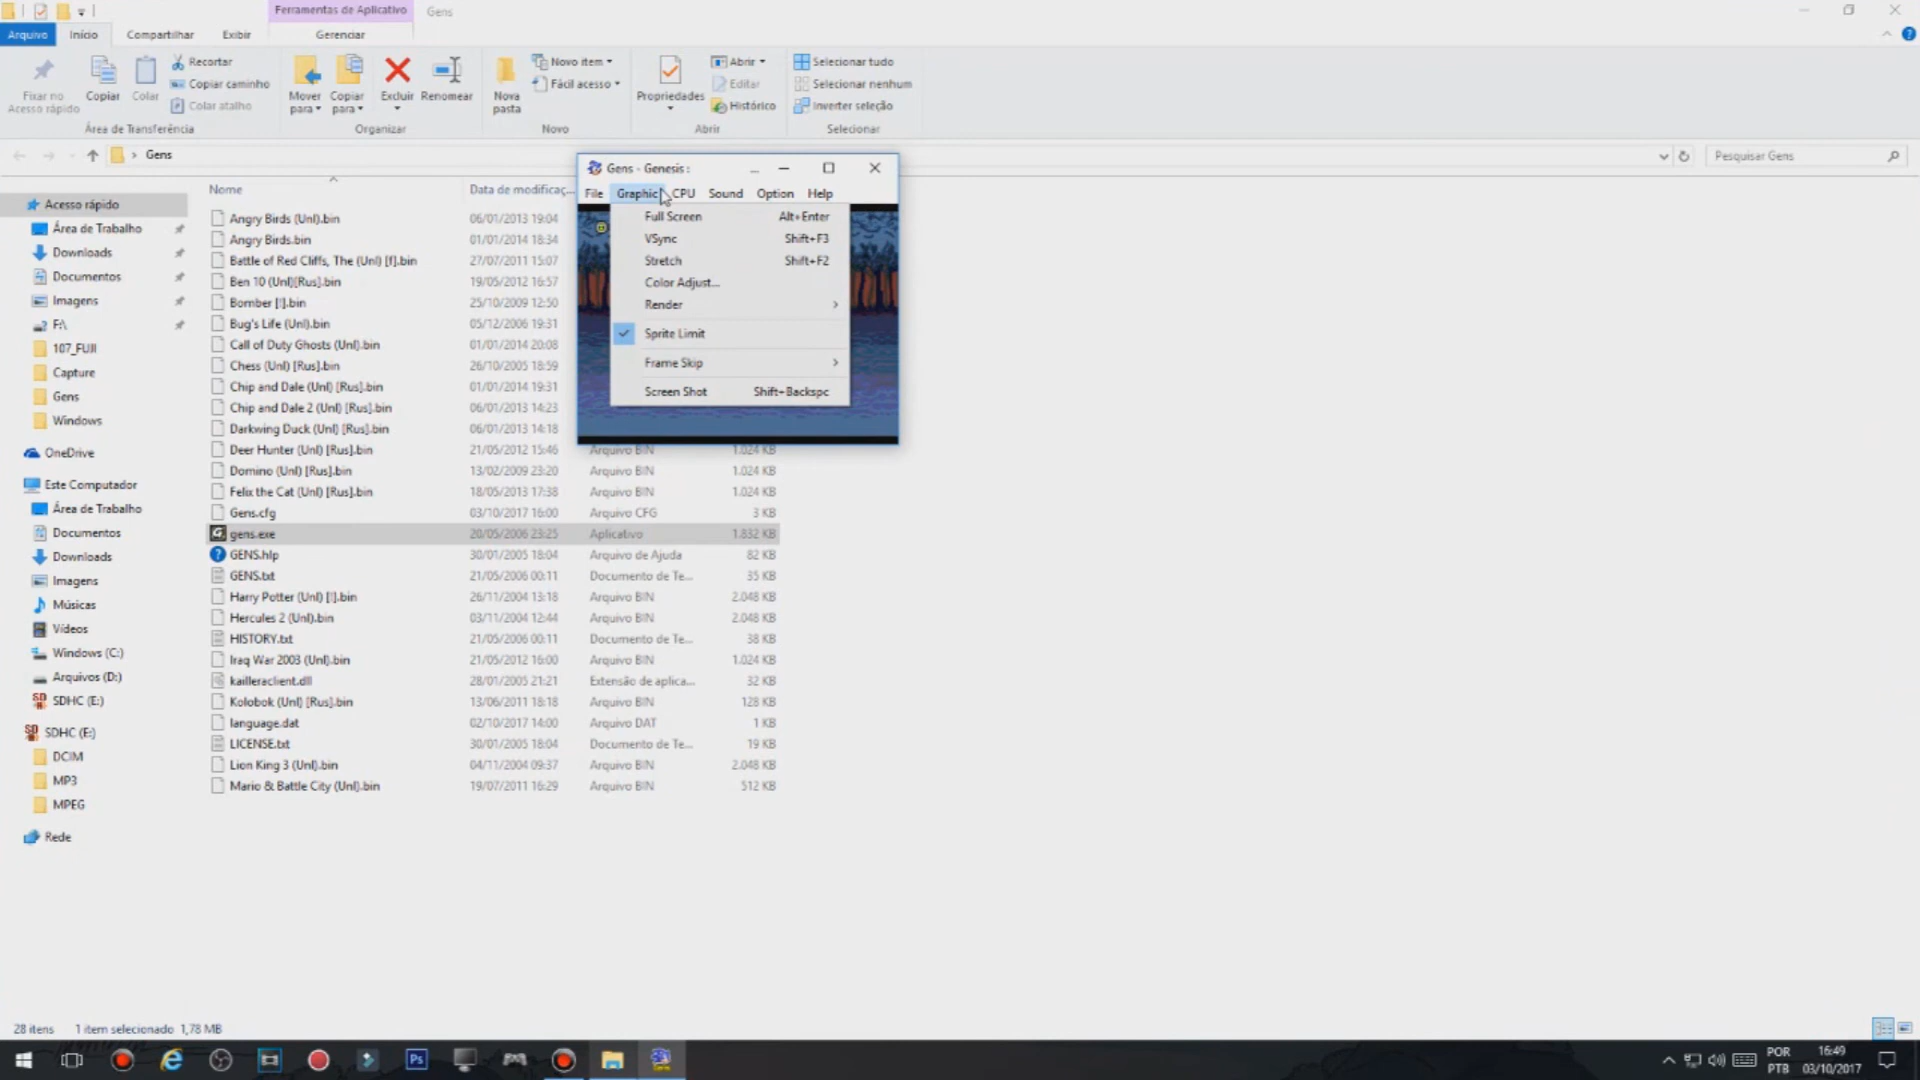 Ferramentas de Aplicativo
Gens
Arquivo
Início
Compartilhar
Exibir
Gerenciar
Fixar no
Acesso rápido
Copiar
Colar
Recortar
Copiar caminho
Colar atalho
Área de Transferência
Mover
para
Copiar
para
Excluir
Renomear
Organizar
Nova
pasta
Novo item
Fácil acesso
Novo
Propriedades
Abrir
Editar
Histórico
Abrir
Selecionar tudo
Selecionar nenhum
Inverter seleção
Selecionar
Gens
Pesquisar Gens
Acesso rápido
Área de Trabalho
Downloads
Documentos
Imagens
F:\
107_FUJI
Capture
Gens
Windows
OneDrive
Este Computador
Área de Trabalho
Documentos
Downloads
Imagens
Músicas
Vídeos
Windows (C:)
Arquivos (D:)
SDHC (E:)
SDHC (E:)
DCIM
MP3
MPEG
Rede
Nome Data de modificaç...
Angry Birds (Unl).bin 06/01/2013 19:04
Angry Birds.bin 01/01/2014 18:34
Battle of Red Cliffs, The (Unl) [f].bin 27/07/2011 15:07
Ben 10 (Unl)[Rus].bin 19/05/2012 16:57
Bomber [!].bin 25/10/2009 12:50
Bug's Life (Unl).bin 05/12/2006 19:31
Call of Duty Ghosts (Unl).bin 01/01/2014 20:08
Chess (Unl) [Rus].bin 26/10/2005 18:59
Chip and Dale (Unl) [Rus].bin 01/01/2014 19:31
Chip and Dale 2 (Unl) [Rus].bin 06/01/2013 14:23
Darkwing Duck (Unl) [Rus].bin 06/01/2013 14:18
Deer Hunter (Unl) [Rus].bin 21/05/2012 15:46 Arquivo BIN 1.024 KB
Domino (Unl) [Rus].bin 13/02/2009 23:20 Arquivo BIN 1.024 KB
Felix the Cat (Unl) [Rus].bin 18/05/2013 17:38 Arquivo BIN 1.024 KB
Gens.cfg 03/10/2017 16:00 Arquivo CFG 3 KB
gens.exe 20/05/2006 23:25 Aplicativo 1.832 KB
GENS.hlp 30/01/2005 18:04 Arquivo de Ajuda 82 KB
GENS.txt 21/05/2006 00:11 Documento de Te... 35 KB
Harry Potter (Unl) [!].bin 26/11/2004 13:18 Arquivo BIN 2.048 KB
Hercules 2 (Unl).bin 03/11/2004 12:44 Arquivo BIN 2.048 KB
HISTORY.txt 21/05/2006 00:11 Documento de Te... 38 KB
Iraq War 2003 (Unl).bin 21/05/2012 16:00 Arquivo BIN 1.024 KB
kailleraclient.dll 28/01/2005 21:21 Extensão de aplica... 32 KB
Kolobok (Unl) [Rus].bin 13/06/2011 18:18 Arquivo BIN 128 KB
language.dat 02/10/2017 14:00 Arquivo DAT 1 KB
LICENSE.txt 30/01/2005 18:04 Documento de Te... 19 KB
Lion King 3 (Unl).bin 04/11/2004 09:37 Arquivo BIN 2.048 KB
Mario & Battle City (Unl).bin 19/07/2011 16:29 Arquivo BIN 512 KB
Gens - Genesis : ...
File Graphic CPU Sound Option Help
Full Screen Alt+Enter
VSync Shift+F3
Stretch Shift+F2
Color Adjust...
Render
Sprite Limit
Frame Skip
Screen Shot Shift+Backspc
28 itens 1 item selecionado 1,78 MB
Ps
POR
PTB
16:49
03/10/2017